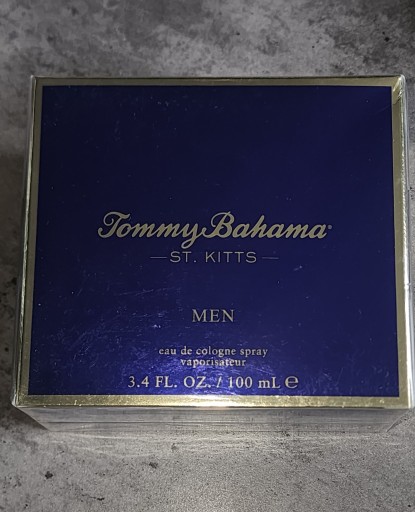 Tommy Bahama
ST. KITTS
MEN
eau de cologne spray
vaporisateur
3.4 FL. OZ. / 100 mL ℮